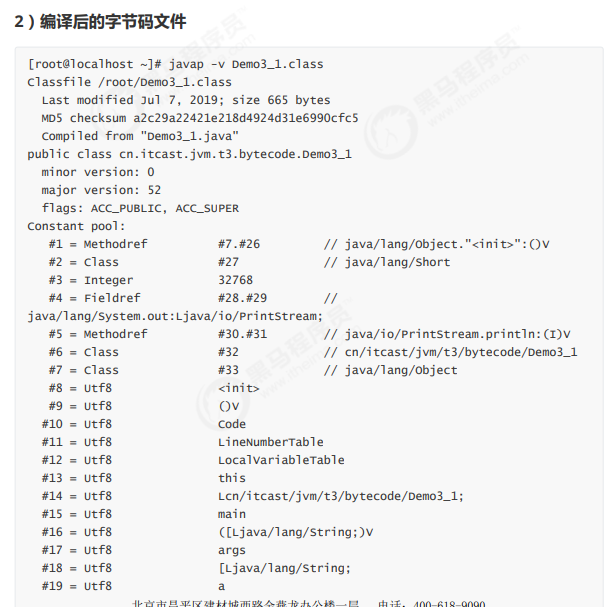 2）编译后的字节码文件
[root@localhost ~]# javap -v Demo3_1.class
Classfile /root/Demo3_1.class
  Last modified Jul 7, 2019; size 665 bytes
  MD5 checksum a2c29a22421e218d4924d31e6990cfc5
  Compiled from "Demo3_1.java"
public class cn.itcast.jvm.t3.bytecode.Demo3_1
  minor version: 0
  major version: 52
  flags: ACC_PUBLIC, ACC_SUPER
Constant pool:
   #1 = Methodref          #7.#26         // java/lang/Object."<init>":()V
   #2 = Class              #27            // java/lang/Short
   #3 = Integer            32768
   #4 = Fieldref           #28.#29        //
java/lang/System.out:Ljava/io/PrintStream;
   #5 = Methodref          #30.#31        // java/io/PrintStream.println:(I)V
   #6 = Class              #32            // cn/itcast/jvm/t3/bytecode/Demo3_1
   #7 = Class              #33            // java/lang/Object
   #8 = Utf8               <init>
   #9 = Utf8               ()V
  #10 = Utf8               Code
  #11 = Utf8               LineNumberTable
  #12 = Utf8               LocalVariableTable
  #13 = Utf8               this
  #14 = Utf8               Lcn/itcast/jvm/t3/bytecode/Demo3_1;
  #15 = Utf8               main
  #16 = Utf8               ([Ljava/lang/String;)V
  #17 = Utf8               args
  #18 = Utf8               [Ljava/lang/String;
  #19 = Utf8               a
北京市昌平区建材城西路金燕龙办公楼一层 电话：400-618-9090
黑马程序员
www.itheima.com
黑马程序员